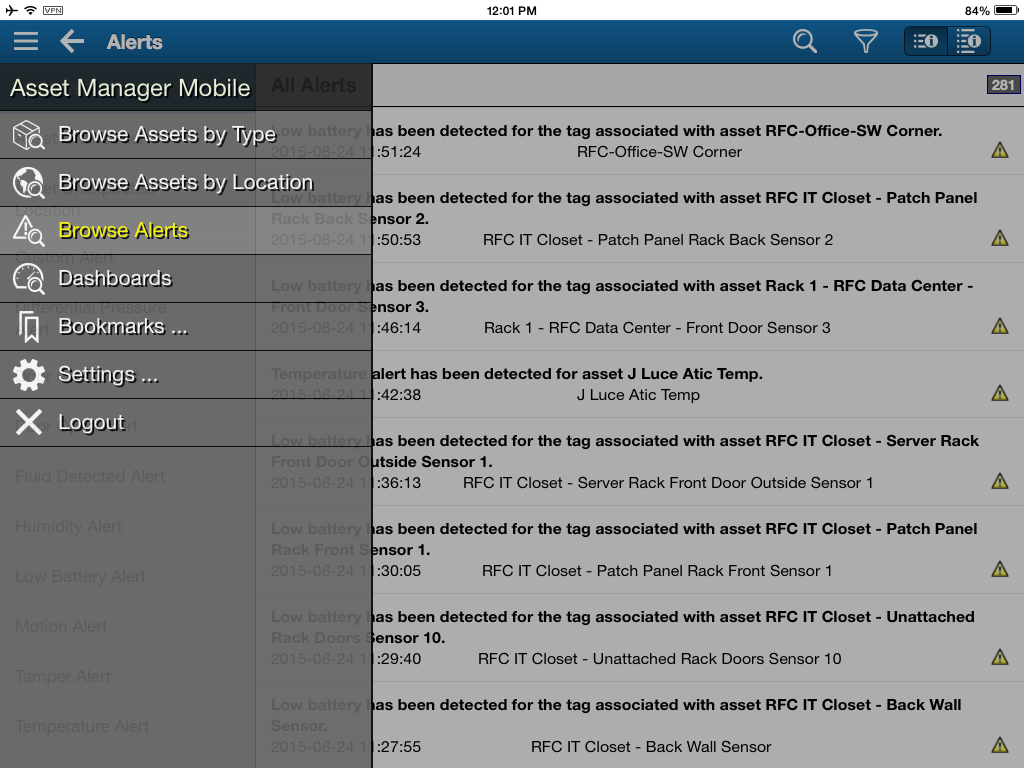 VPN
12:01 PM
84%
Alerts
Asset Manager Mobile
All Alerts
281
Browse Assets by Type
Browse Assets by Location
Location
Browse Alerts
Custom Alert
Dashboards
Differential Pressure
Bookmarks ...
Settings ...
Logout
Fluid Detected Alert
Humidity Alert
Low Battery Alert
Motion Alert
Tamper Alert
Temperature Alert
Low battery has been detected for the tag associated with asset RFC-Office-SW Corner.
2015-08-24 11:51:24 RFC-Office-SW Corner
Low battery has been detected for the tag associated with asset RFC IT Closet - Patch Panel
Rack Back Sensor 2.
2015-08-24 11:50:53 RFC IT Closet - Patch Panel Rack Back Sensor 2
Low battery has been detected for the tag associated with asset Rack 1 - RFC Data Center -
Front Door Sensor 3.
2015-08-24 11:46:14 Rack 1 - RFC Data Center - Front Door Sensor 3
Temperature alert has been detected for asset J Luce Atic Temp.
2015-08-24 11:42:38 J Luce Atic Temp
Low battery has been detected for the tag associated with asset RFC IT Closet - Server Rack
Front Door Outside Sensor 1.
2015-08-24 11:36:13 RFC IT Closet - Server Rack Front Door Outside Sensor 1
Low battery has been detected for the tag associated with asset RFC IT Closet - Patch Panel
Rack Front Sensor 1.
2015-08-24 11:30:05 RFC IT Closet - Patch Panel Rack Front Sensor 1
Low battery has been detected for the tag associated with asset RFC IT Closet - Unattached
Rack Doors Sensor 10.
2015-08-24 11:29:40 RFC IT Closet - Unattached Rack Doors Sensor 10
Low battery has been detected for the tag associated with asset RFC IT Closet - Back Wall
Sensor.
2015-08-24 11:27:55 RFC IT Closet - Back Wall Sensor